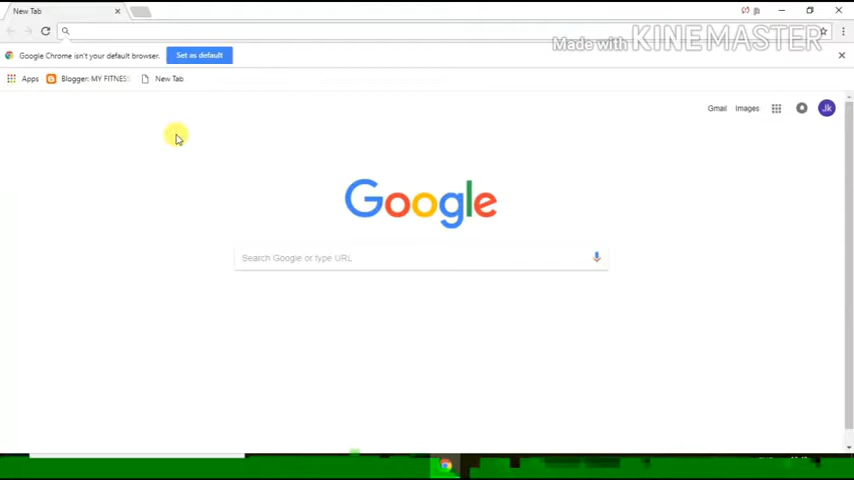 New Tab
Made with KINEMASTER
Google Chrome isn't your default browser. Set as default
Apps Blogger: MY FITNES New Tab
Gmail Images Jk
Google
Search Google or type URL